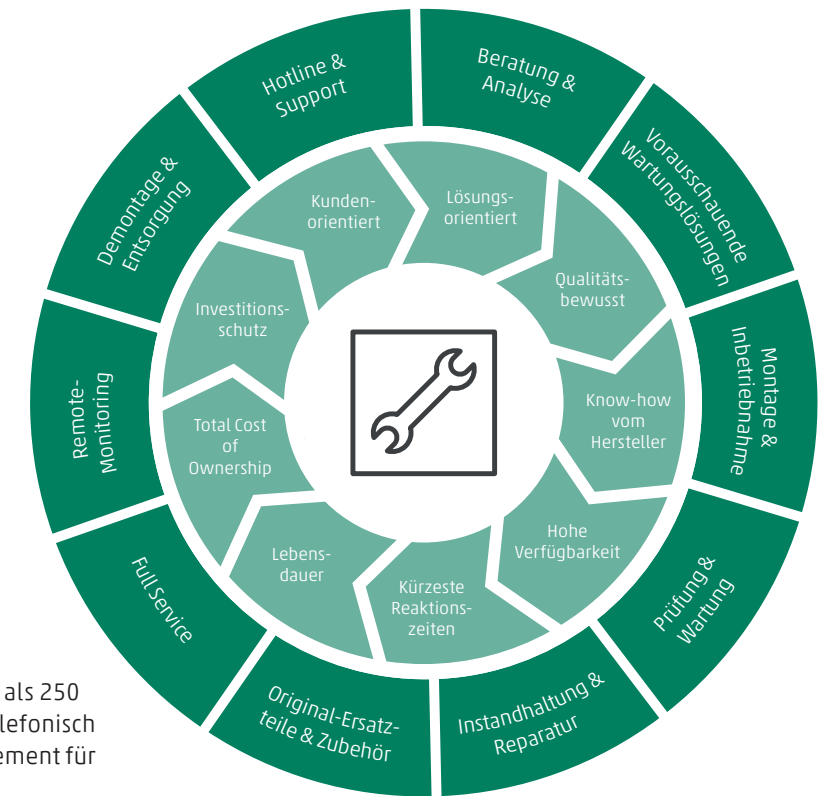 Hotline &
Support
Beratung &
Analyse
Vorausschauende
Wartungslösungen
Montage &
Inbetriebnahme
Prüfung &
Wartung
Instandhaltung &
Reparatur
Original-Ersatz-
teile & Zubehör
Full Service
Remote-
Monitoring
Demontage &
Entsorgung
Kunden-
orientiert
Lösungs-
orientiert
Qualitäts-
bewusst
Know-how
vom
Hersteller
Hohe
Verfügbarkeit
Kürzeste
Reaktions-
zeiten
Lebens-
dauer
Total Cost
of
Ownership
Investitions-
schutz
als 250
elefonisch
ement für